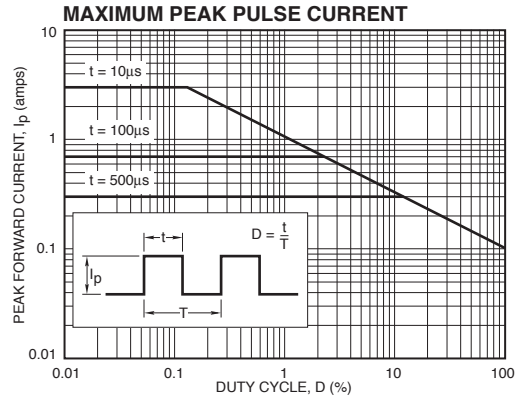 MAXIMUM PEAK PULSE CURRENT
PEAK FORWARD CURRENT, Ip (amps)
10
1
0.1
0.01
t = 10µs
t = 100µs
t = 500µs
t
D = t/T
Ip
T
0.01 0.1 1 10 100
DUTY CYCLE, D (%)